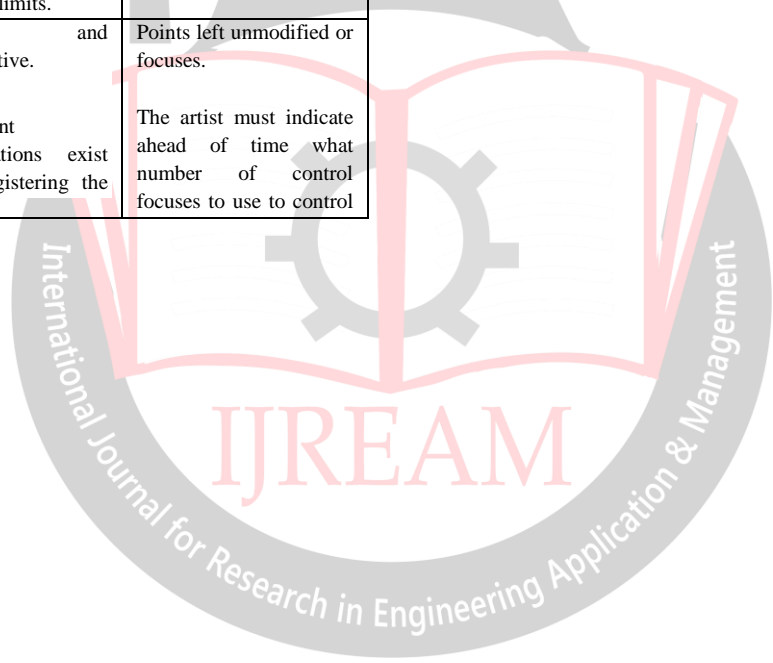 limits.
and
tive.
nt
tions exist
gistering the
Points left unmodified or
focuses.
The artist must indicate
ahead of time what
number of control
focuses to use to control
International Journal for Research in Engineering Application & Management
IJREAM